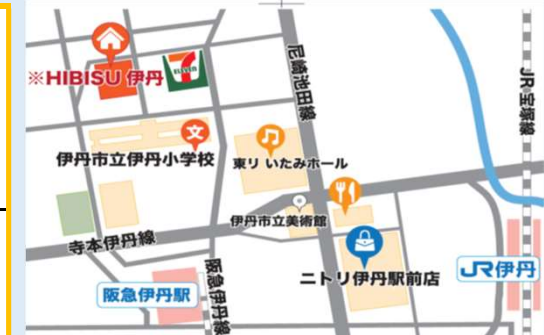 ※HIBISU 伊丹
ELEVEN
尼崎池田線
JR宝塚線
文
伊丹市立伊丹小学校
東リ いたみホール
伊丹市立美術館
寺本伊丹線
ニトリ伊丹駅前店
JR伊丹
阪急伊丹駅
阪急伊丹線